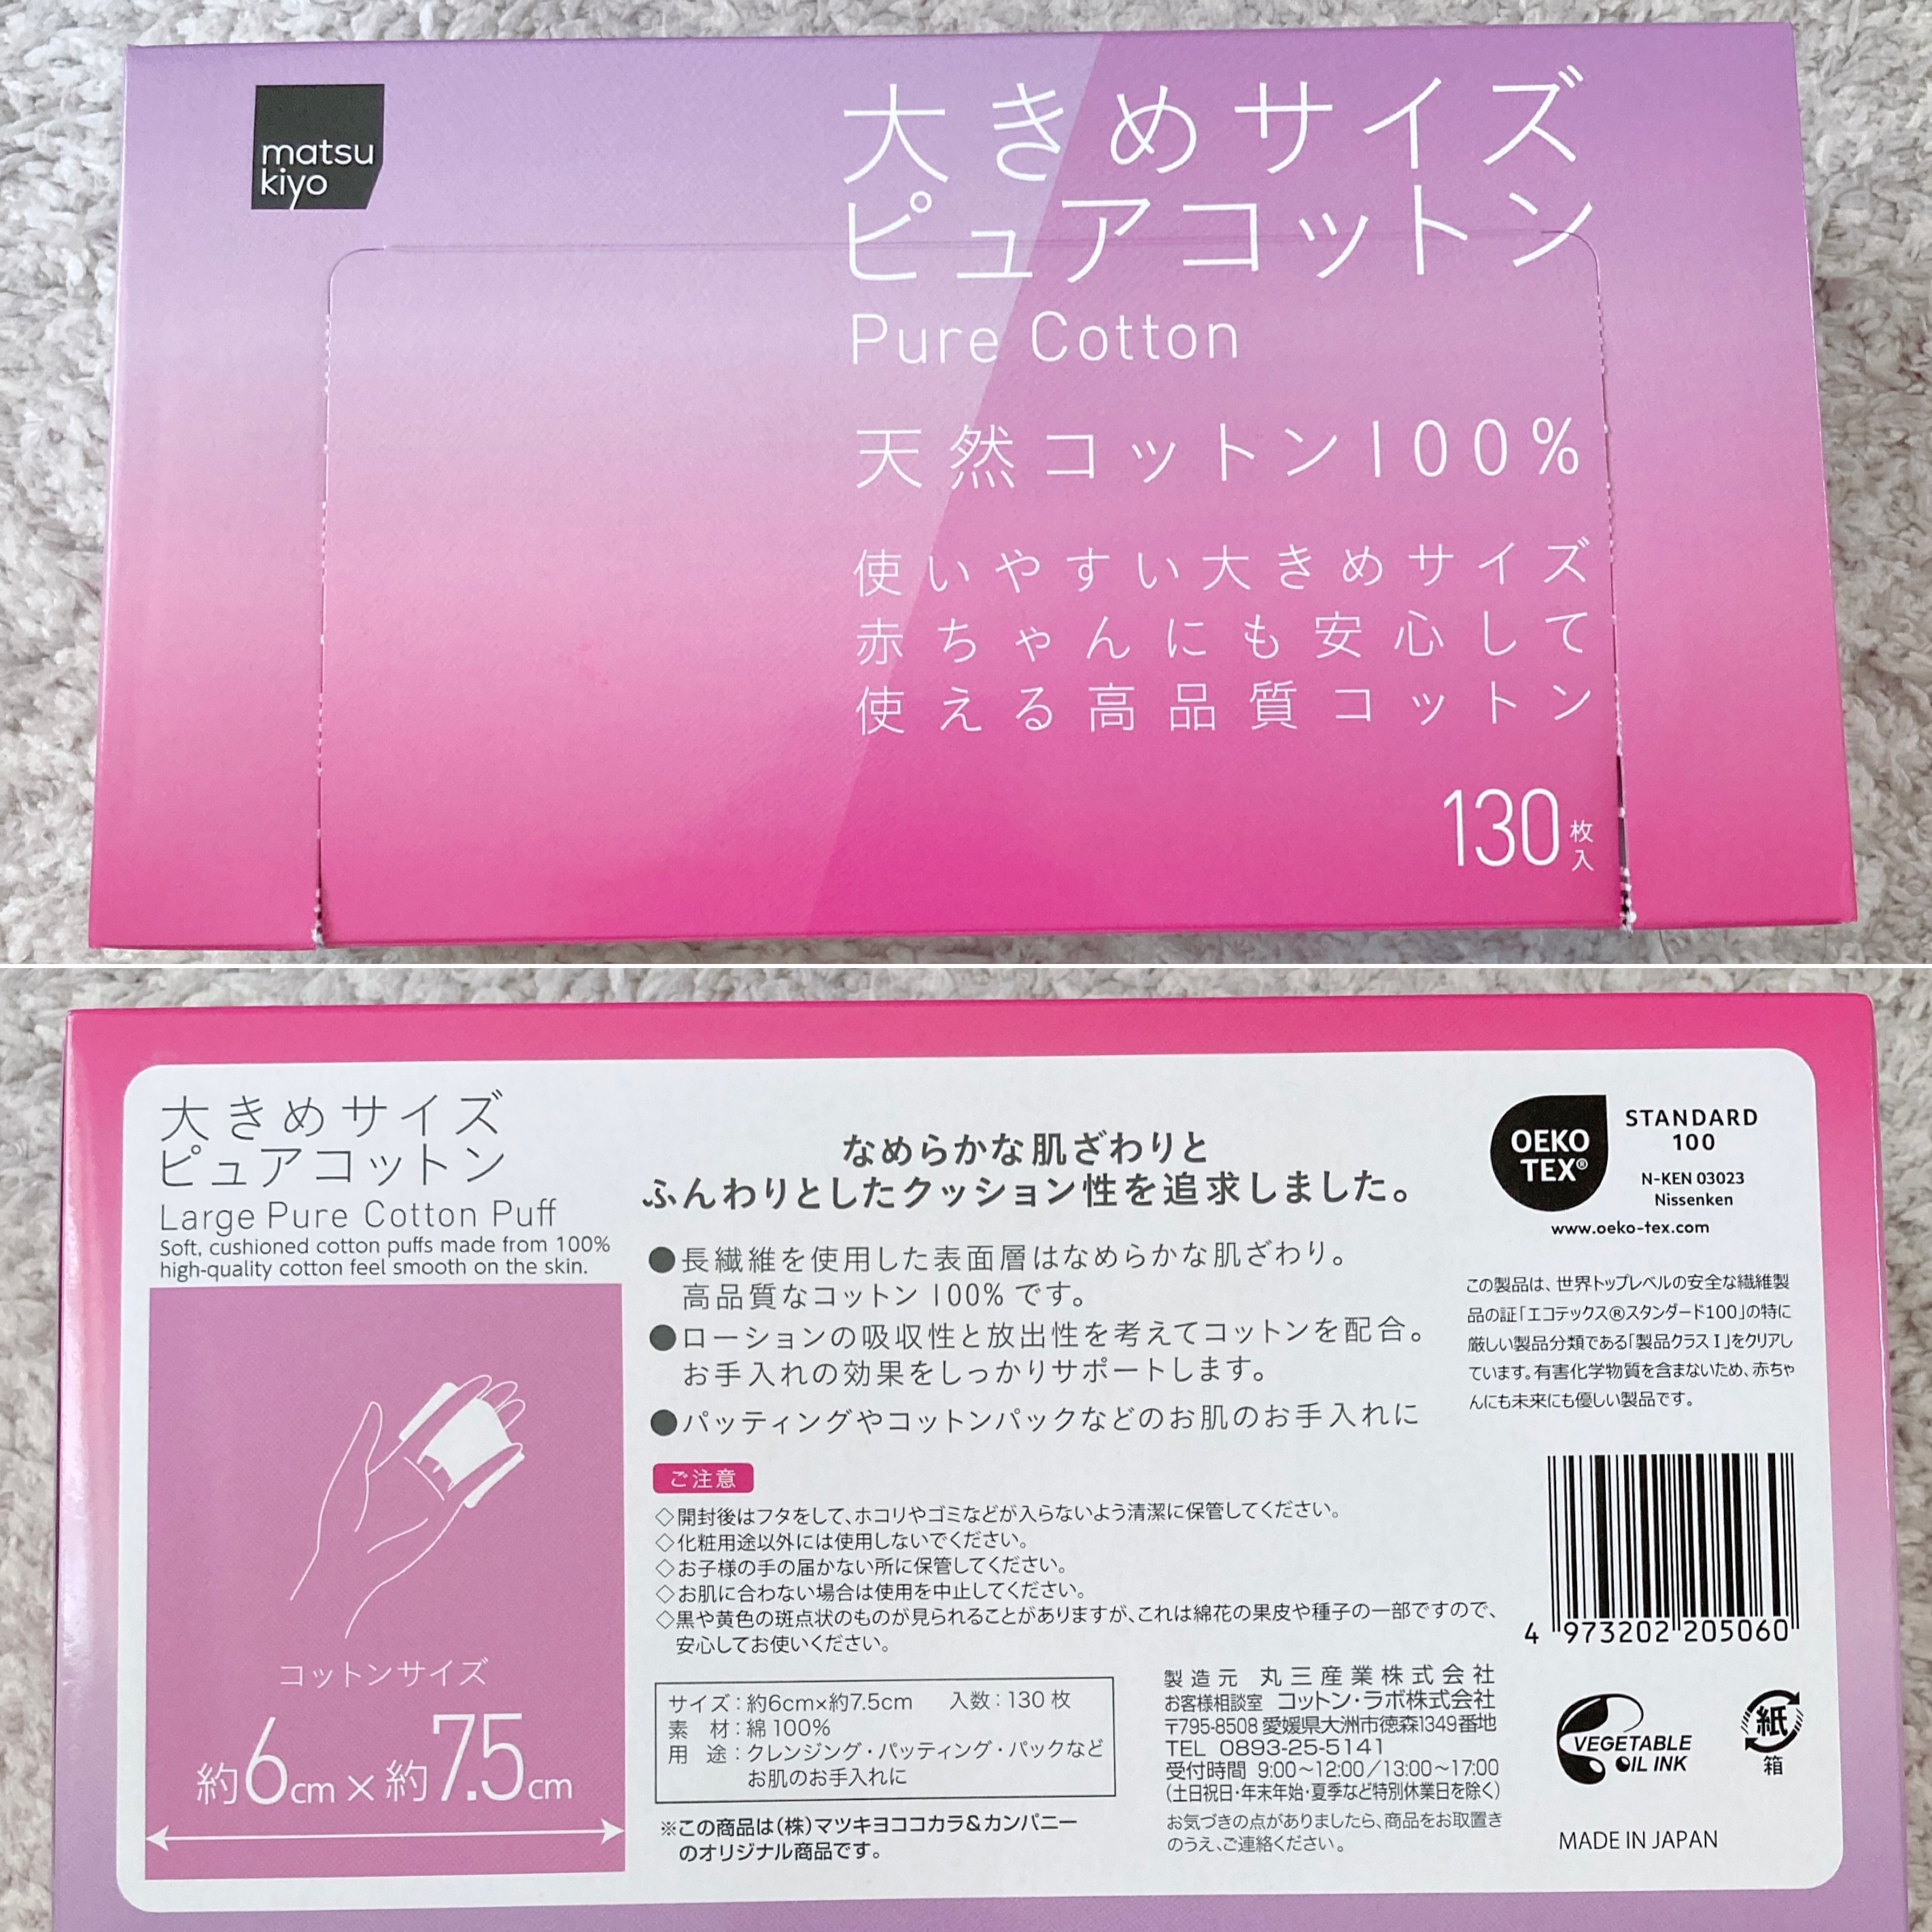 matsu
kiyo
大きめサイズ
ピュアコットン
Pure Cotton
天然コットン100%
使いやすい大きめサイズ
赤ちゃんにも安心して
使える高品質コットン
130枚入
大きめサイズ
ピュアコットン
Large Pure Cotton Puff
Soft, cushioned cotton puffs made from 100%
high-quality cotton feel smooth on the skin.
コットンサイズ
約6cm×約7.5cm
なめらかな肌ざわりと
ふんわりとしたクッション性を追求しました。
●長繊維を使用した表面層はなめらかな肌ざわり。
高品質なコットン100%です。
●ローションの吸収性と放出性を考えてコットンを配合。
お手入れの効果をしっかりサポートします。
●パッティングやコットンパックなどのお肌のお手入れに
ご注意
◇開封後はフタをして、ホコリやゴミなどが入らないよう清潔に保管してください。
◇化粧用途以外には使用しないでください。
◇お子様の手の届かない所に保管してください。
◇お肌に合わない場合は使用を中止してください。
◇黒や黄色の斑点状のものが見られることがありますが、これは綿花の果皮や種子の一部ですので、
安心してお使いください。
サイズ：約6cm×約7.5cm 入数：130枚
素 材：綿100%
用 途：クレンジング・パッティング・パックなど
お肌のお手入れに
※この商品は(株)マツキヨココカラ&カンパニー
のオリジナル商品です。
製造元 丸三産業株式会社
お客様相談室 コットン・ラボ株式会社
〒795-8508 愛媛県大洲市徳森1349番地
TEL 0893-25-5141
受付時間 9:00~12:00/13:00~17:00
(土日祝日・年末年始・夏季など特別休業日を除く)
お気づきの点がありましたら、商品をお取置き
のうえ、ご連絡ください。
OEKO
TEX®
STANDARD
100
N-KEN 03023
Nissenken
www.oeko-tex.com
この製品は、世界トップレベルの安全な繊維製
品の証「エコテックス®スタンダード100」の特に
厳しい製品分類である「製品クラスⅠ」をクリアし
ています。有害化学物質を含まないため、赤ちゃ
んにも未来にも優しい製品です。
4 973202 205060
VEGETABLE
OIL INK
紙
箱
MADE IN JAPAN